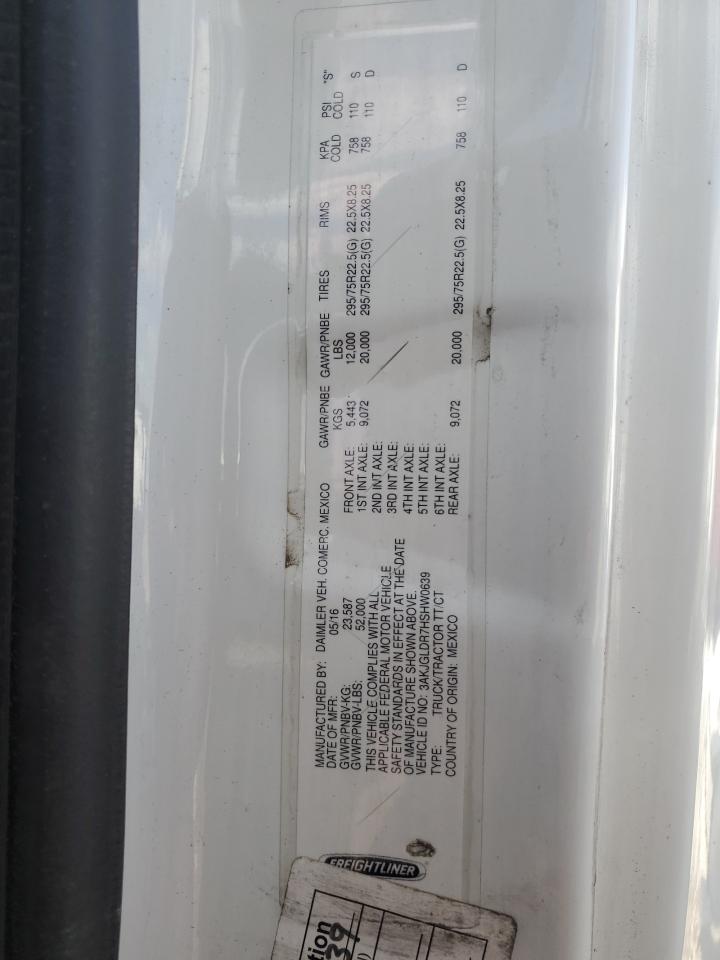 FREIGHTLINER
MANUFACTURED BY: DAIMLER VEH. COMERC. MEXICO
DATE OF MFR: 05/16
GVWR/PNBV-KG: 23,587
GVWR/PNBV-LBS: 52,000
THIS VEHICLE COMPLIES WITH ALL
APPLICABLE FEDERAL MOTOR VEHICLE
SAFETY STANDARDS IN EFFECT AT THE DATE
OF MANUFACTURE SHOWN ABOVE.
VEHICLE ID NO: 3AKJGLDR7HSHW0639
TYPE: TRUCK/TRACTOR TT/CT
COUNTRY OF ORIGIN: MEXICO
GAWR/PNBE GAWR/PNBE TIRES RIMS KPA PSI "S"
KGS LBS COLD COLD
FRONT AXLE: 5,443 12,000 295/75R22.5(G) 22.5X8.25 758 110 S
1ST INT AXLE: 9,072 20,000 295/75R22.5(G) 22.5X8.25 758 110 D
2ND INT AXLE:
3RD INT AXLE:
4TH INT AXLE:
5TH INT AXLE:
6TH INT AXLE:
REAR AXLE: 9,072 20,000 295/75R22.5(G) 22.5X8.25 758 110 D
tion
39